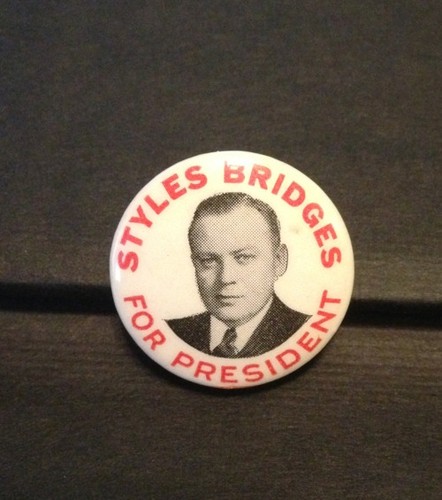 STYLES BRIDGES
FOR PRESIDENT